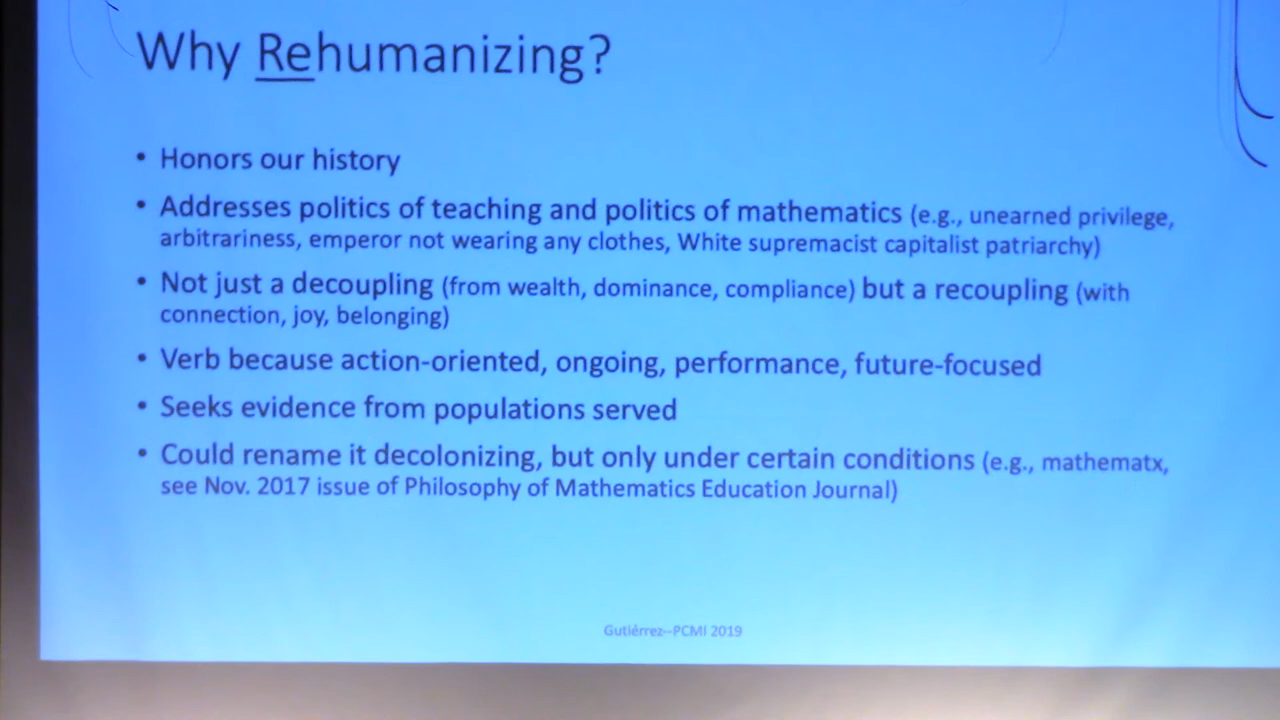 Why Rehumanizing?
• Honors our history
• Addresses politics of teaching and politics of mathematics (e.g., unearned privilege,
arbitrariness, emperor not wearing any clothes, White supremacist capitalist patriarchy)
• Not just a decoupling (from wealth, dominance, compliance) but a recoupling (with
connection, joy, belonging)
• Verb because action-oriented, ongoing, performance, future-focused
• Seeks evidence from populations served
• Could rename it decolonizing, but only under certain conditions (e.g., mathematx,
see Nov. 2017 issue of Philosophy of Mathematics Education Journal)
Gutiérrez--PCMI 2019